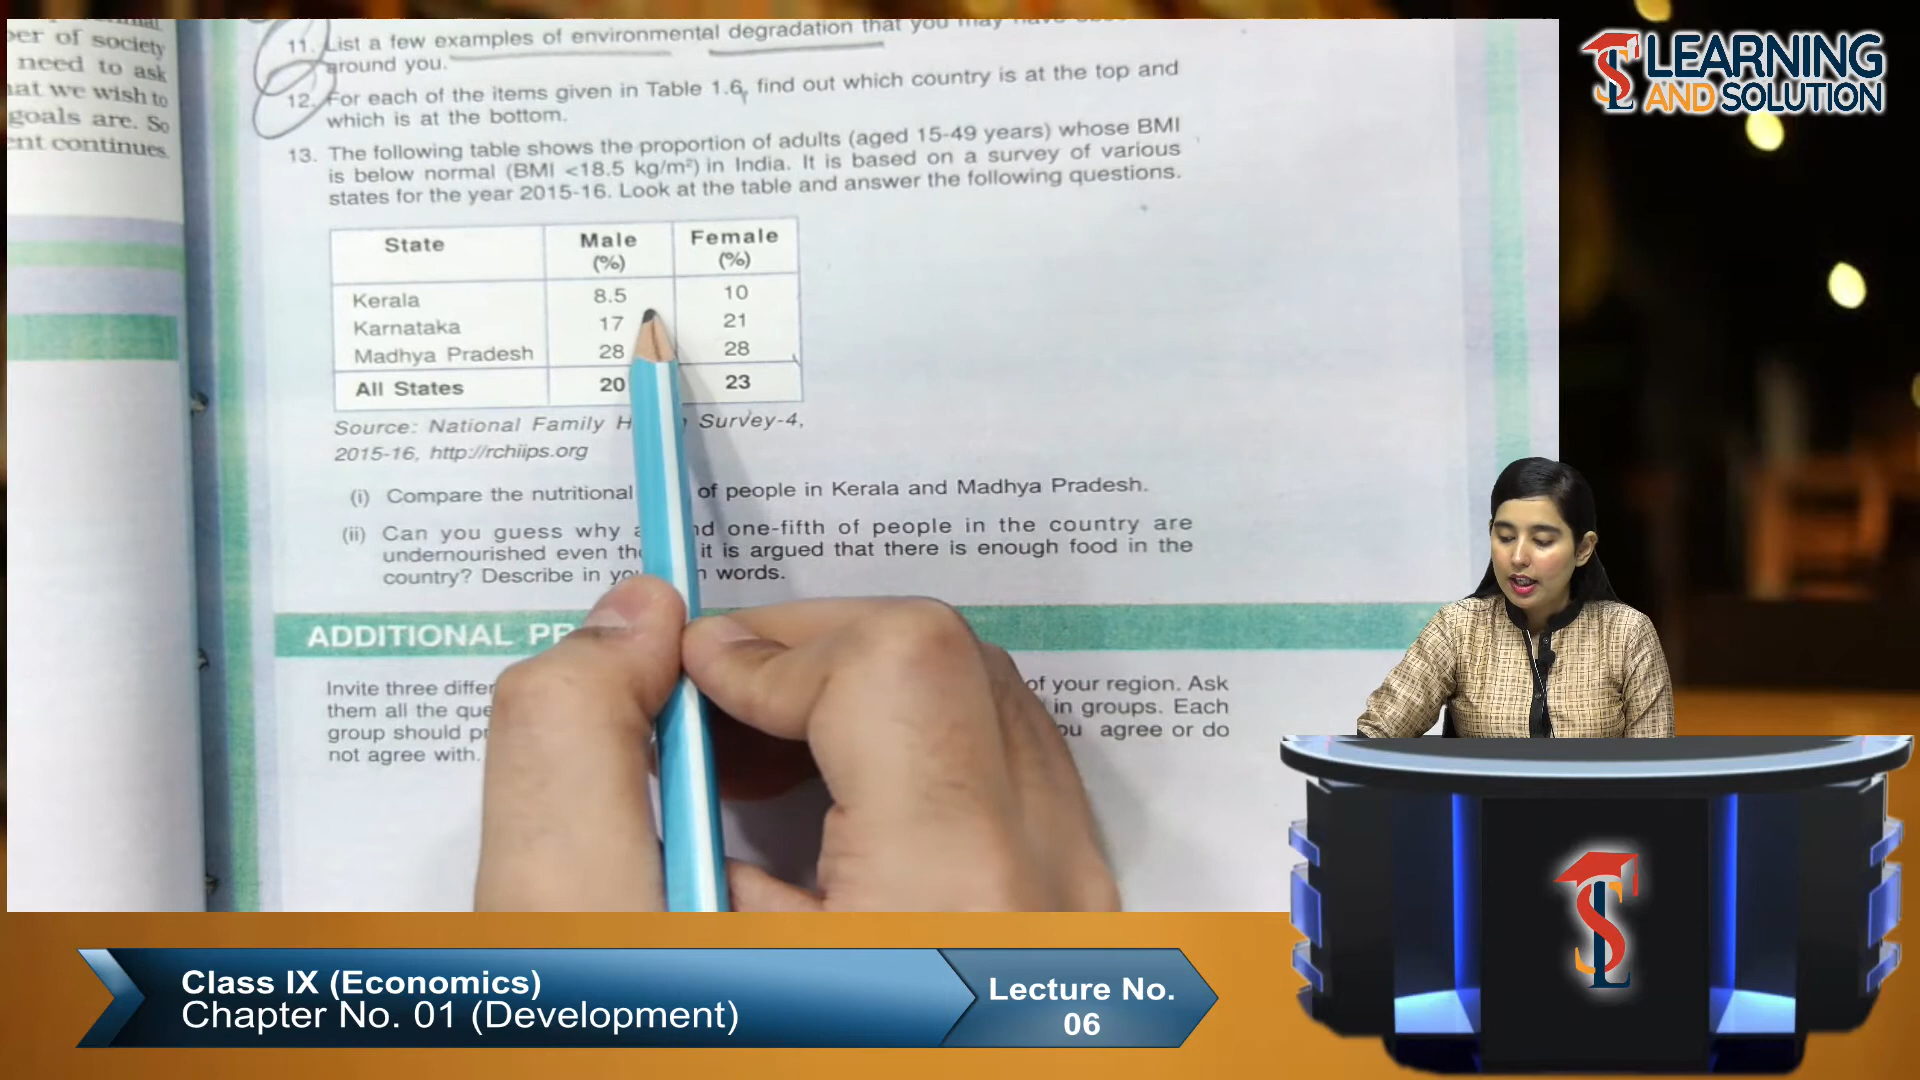 per of society
need to ask
hat we wish to
goals are. So
ent continues.
11. List a few examples of environmental degradation that you may have
around you.
12. For each of the items given in Table 1.6, find out which country is at the top and
which is at the bottom.
13. The following table shows the proportion of adults (aged 15-49 years) whose BMI
is below normal (BMI <18.5 kg/m²) in India. It is based on a survey of various
states for the year 2015-16. Look at the table and answer the following questions.
State Male (%) Female (%)
Kerala 8.5 10
Karnataka 17 21
Madhya Pradesh 28 28
All States 20 23
Source: National Family H Survey-4,
2015-16, http://rchiips.org
(i) Compare the nutritional of people in Kerala and Madhya Pradesh.
(ii) Can you guess why a nd one-fifth of people in the country are
undernourished even th it is argued that there is enough food in the
country? Describe in yo n words.
ADDITIONAL PR
Invite three differ of your region. Ask
them all the que in groups. Each
group should pr ou agree or do
not agree with.
LEARNING
AND SOLUTION
SL
Class IX (Economics)
Chapter No. 01 (Development)
Lecture No.
06